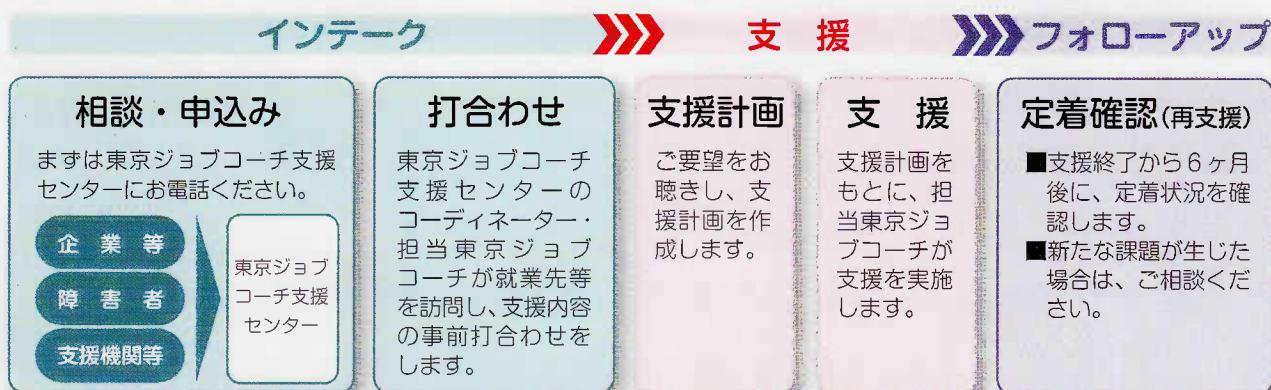 インテーク
支 援
フォローアップ
相談・申込み
まずは東京ジョブコーチ支援
センターにお電話ください。
企 業 等
障 害 者
支援機関等
東京ジョブ
コーチ支援
センター
打合わせ
東京ジョブコーチ
支援センターの
コーディネーター・
担当東京ジョブ
コーチが就業先等
を訪問し、支援内容
の事前打合わせを
します。
支援計画
ご要望をお
聴きし、支
援計画を作
成します。
支 援
支援計画を
もとに、担
当東京ジョ
ブコーチが
支援を実施
します。
定着確認(再支援)
■支援終了から6ヶ月
後に、定着状況を確
認します。
■新たな課題が生じた
場合は、ご相談くだ
さい。